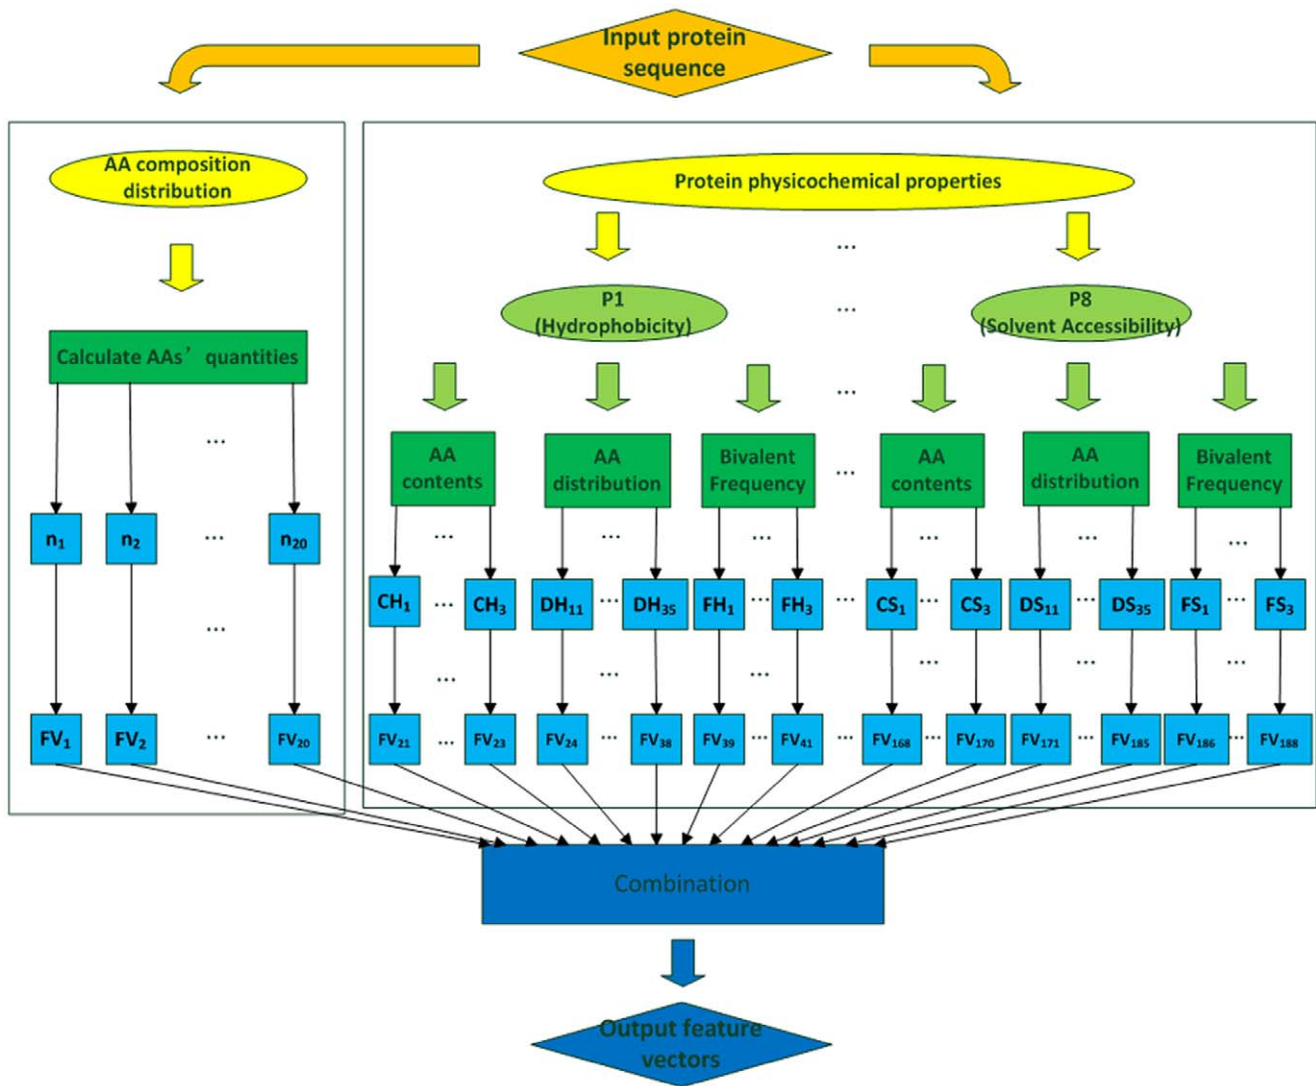 Input protein
sequence
AA composition
distribution
Calculate AAs’ quantities
...
n1 n2 ... n20
...
FV1 FV2 ... FV20
Protein physicochemical properties
...
P1
(Hydrophobicity)
...
P8
(Solvent Accessibility)
...
AA
contents
AA
distribution
Bivalent
Frequency
...
AA
contents
AA
distribution
Bivalent
Frequency
... ... ... ... ... ...
CH1 ... CH3 DH11 ... DH35 FH1 ... FH3 ... CS1 ... CS3 DS11 ... DS35 FS1 ... FS3
... ... ... ... ... ...
FV21 ... FV23 FV24 ... FV38 FV39 ... FV41 ... FV168 ... FV170 FV171 ... FV185 FV186 ... FV188
Combination
Output feature
vectors